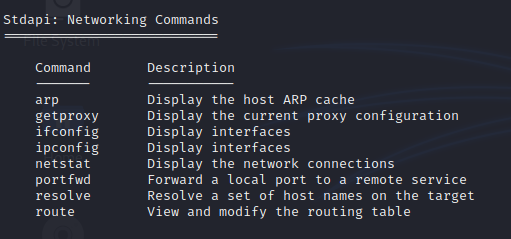 Stdapi: Networking Commands
===========================
File System
Command Description
------- -----------
arp Display the host ARP cache
getproxy Display the current proxy configuration
ifconfig Display interfaces
ipconfig Display interfaces
netstat Display the network connections
portfwd Forward a local port to a remote service
resolve Resolve a set of host names on the target
route View and modify the routing table